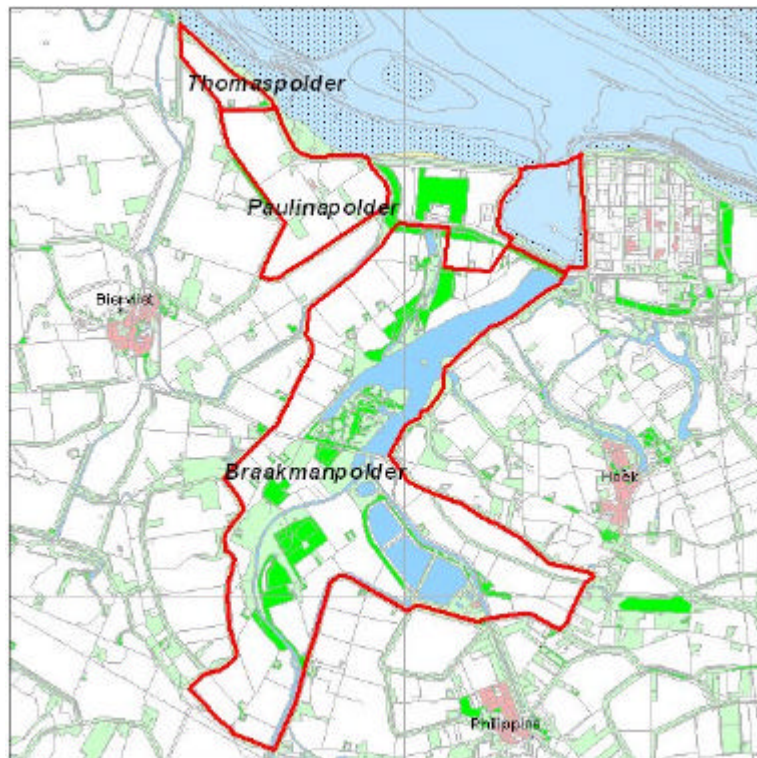 Thomaspolder
Paulinapolder
Biervliet
Braakmanpolder
Hoek
Philippine